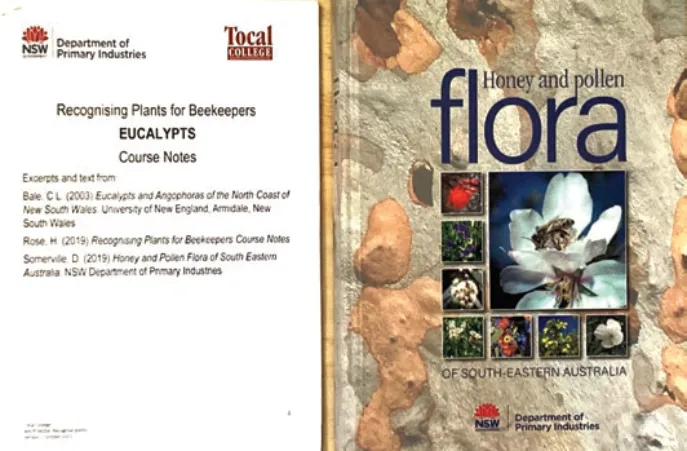 NSW
GOVERNMENT
Department of
Primary Industries
Tocal
COLLEGE
Recognising Plants for Beekeepers
EUCALYPTS
Course Notes
Excerpts and text from
Bale, C.L. (2003) Eucalypts and Angophoras of the North Coast of
New South Wales. University of New England, Armidale, New
South Wales
Rose, H. (2019) Recognising Plants for Beekeepers Course Notes
Somerville, D. (2019) Honey and Pollen Flora of South Eastern
Australia. NSW Department of Primary Industries
Honey and pollen
flora
OF SOUTH-EASTERN AUSTRALIA
NSW
Department of
Primary Industries